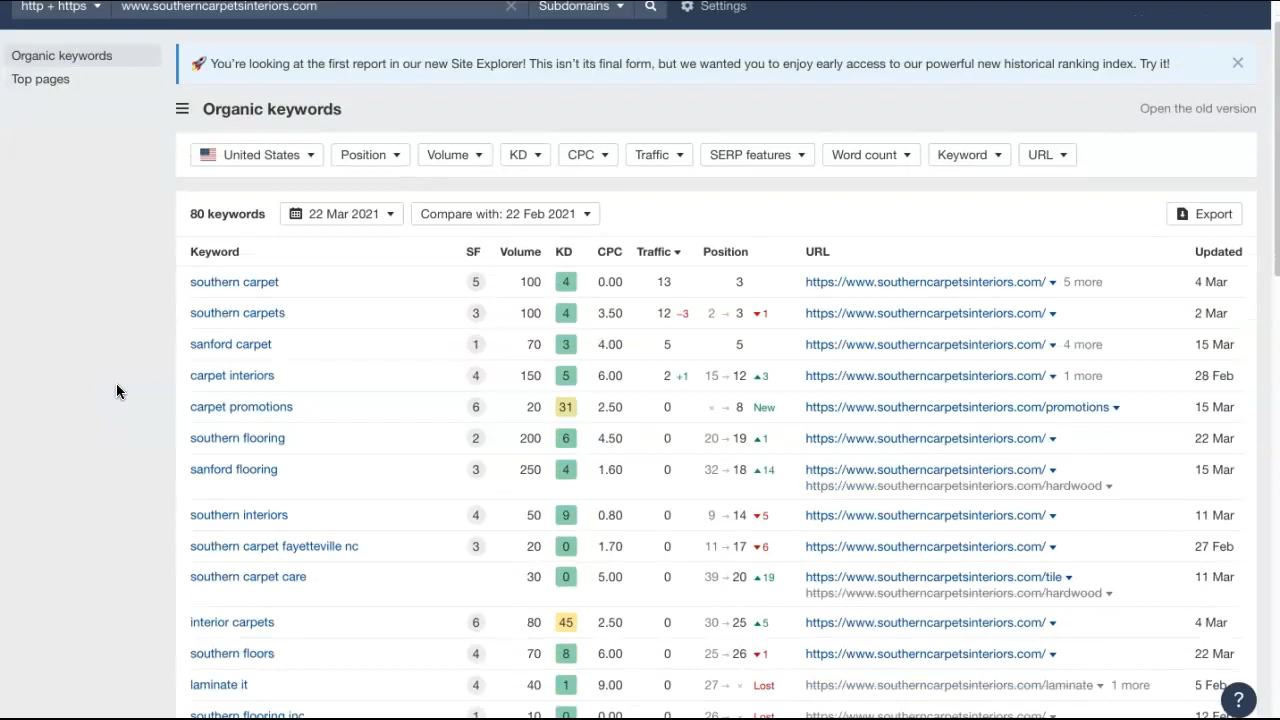 http + https www.southerncarpetsinteriors.com/ Subdomains Settings
Organic keywords
Top pages
You're looking at the first report in our new Site Explorer! This isn't its final form, but we wanted you to enjoy early access to our powerful new historical ranking index. Try it!
Organic keywords Open the old version
United States Position Volume KD CPC Traffic SERP features Word count Keyword URL
80 keywords 22 Mar 2021 Compare with: 22 Feb 2021 Export
Keyword SF Volume KD CPC Traffic Position URL Updated
southern carpet 5 100 4 0.00 13 3 https://www.southerncarpetsinteriors.com/ 5 more 4 Mar
southern carpets 3 100 4 3.50 12 −3 2 → 3 ▼1 https://www.southerncarpetsinteriors.com/ 2 Mar
sanford carpet 1 70 3 4.00 5 5 https://www.southerncarpetsinteriors.com/ 4 more 15 Mar
carpet interiors 4 150 5 6.00 2 +1 15 → 12 ▲3 https://www.southerncarpetsinteriors.com/ 1 more 28 Feb
carpet promotions 6 20 31 2.50 0 × → 8 New https://www.southerncarpetsinteriors.com/promotions 15 Mar
southern flooring 2 200 6 4.50 0 20 → 19 ▲1 https://www.southerncarpetsinteriors.com/ 22 Mar
sanford flooring 3 250 4 1.60 0 32 → 18 ▲14 https://www.southerncarpetsinteriors.com/ 15 Mar
https://www.southerncarpetsinteriors.com/hardwood
southern interiors 4 50 9 0.80 0 9 → 14 ▼5 https://www.southerncarpetsinteriors.com/ 11 Mar
southern carpet fayetteville nc 3 20 0 1.70 0 11 → 17 ▼6 https://www.southerncarpetsinteriors.com/ 27 Feb
southern carpet care 30 0 5.00 0 39 → 20 ▲19 https://www.southerncarpetsinteriors.com/tile 11 Mar
https://www.southerncarpetsinteriors.com/hardwood
interior carpets 6 80 45 2.50 0 30 → 25 ▲5 https://www.southerncarpetsinteriors.com/ 4 Mar
southern floors 4 70 8 6.00 0 25 → 26 ▼1 https://www.southerncarpetsinteriors.com/ 22 Mar
laminate it 4 40 1 9.00 0 27 → × Lost https://www.southerncarpetsinteriors.com/laminate 1 more 5 Feb
southern flooring inc 1 10 0 0.00 0 26 → × Lost 12 Feb
?